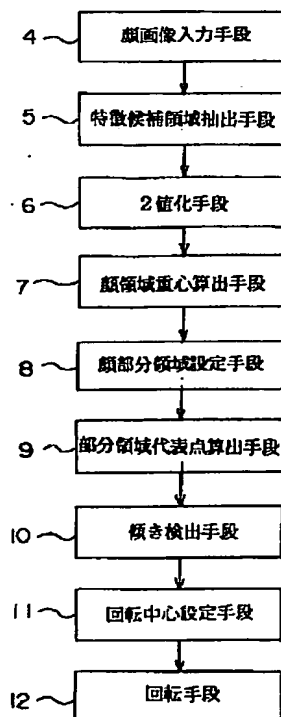 4 顔画像入力手段
5 特徴候補領域抽出手段
6 2値化手段
7 顔領域重心算出手段
8 顔部分領域設定手段
9 部分領域代表点算出手段
10 傾き検出手段
11 回転中心設定手段
12 回転手段